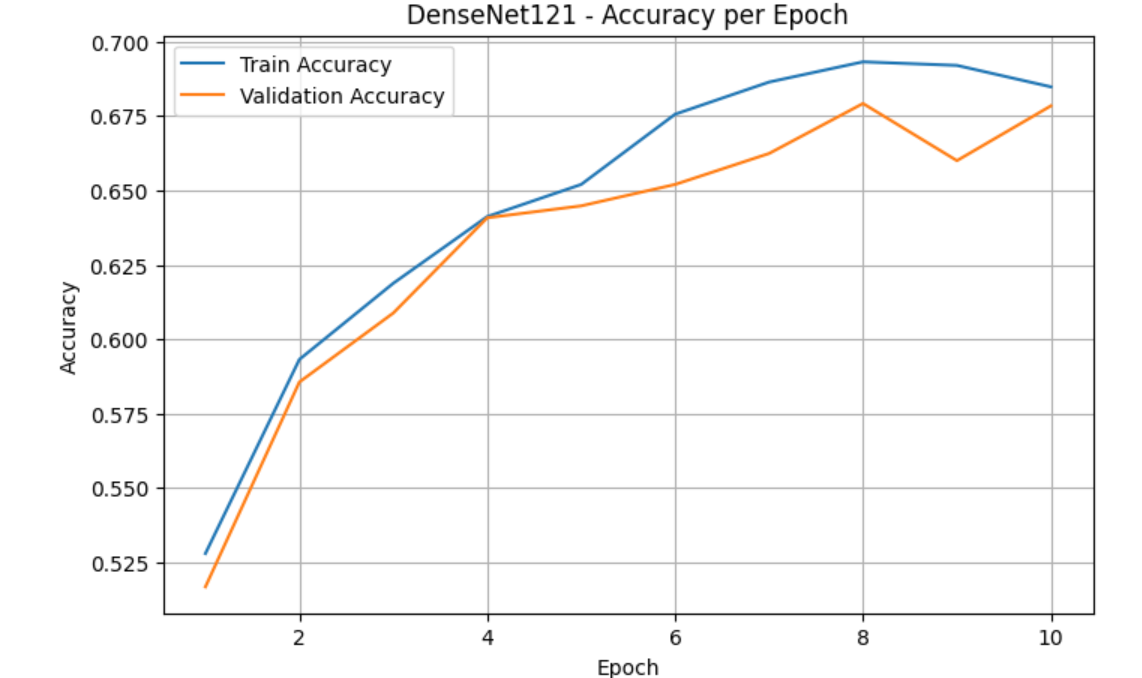 DenseNet121 - Accuracy per Epoch
Train Accuracy
Validation Accuracy
Accuracy
0.700
0.675
0.650
0.625
0.600
0.575
0.550
0.525
2 4 6 8 10
Epoch